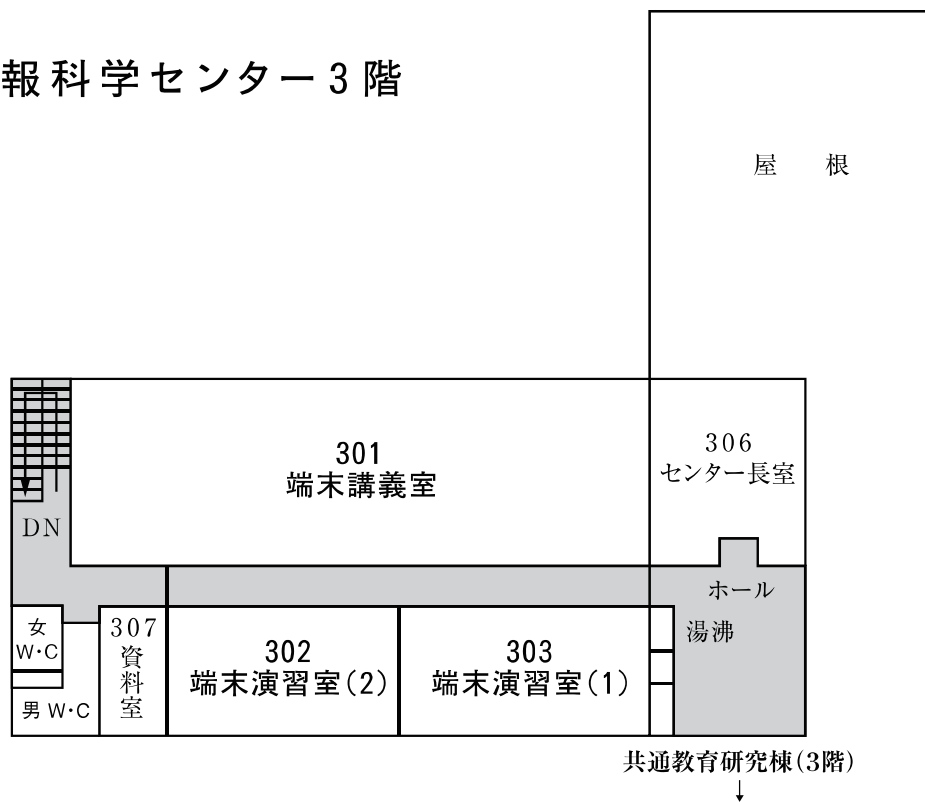 報科学センター3階
屋 根
301
端末講義室
306
センター長室
DN
ホール
湯沸
女
W・C
男 W・C
307
資料室
302
端末演習室(2)
303
端末演習室(1)
共通教育研究棟(3階)
↓